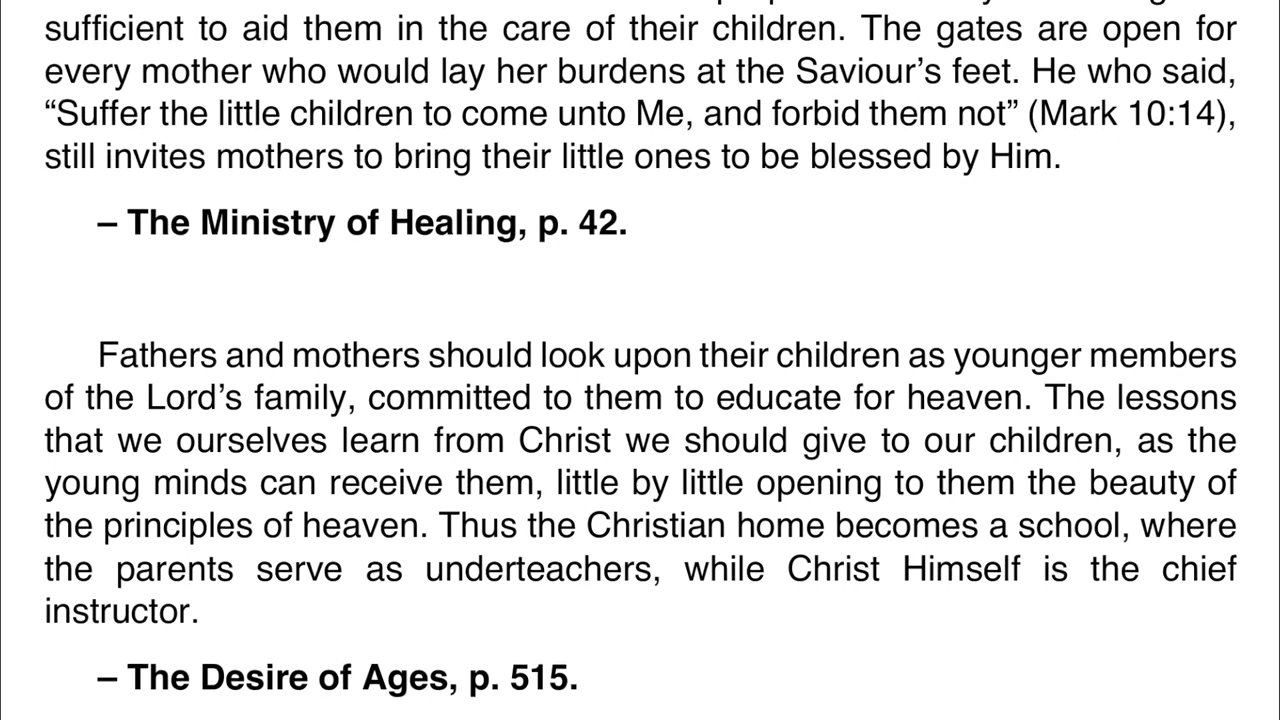 sufficient to aid them in the care of their children. The gates are open for
every mother who would lay her burdens at the Saviour’s feet. He who said,
“Suffer the little children to come unto Me, and forbid them not” (Mark 10:14),
still invites mothers to bring their little ones to be blessed by Him.
– The Ministry of Healing, p. 42.
Fathers and mothers should look upon their children as younger members
of the Lord’s family, committed to them to educate for heaven. The lessons
that we ourselves learn from Christ we should give to our children, as the
young minds can receive them, little by little opening to them the beauty of
the principles of heaven. Thus the Christian home becomes a school, where
the parents serve as underteachers, while Christ Himself is the chief
instructor.
– The Desire of Ages, p. 515.